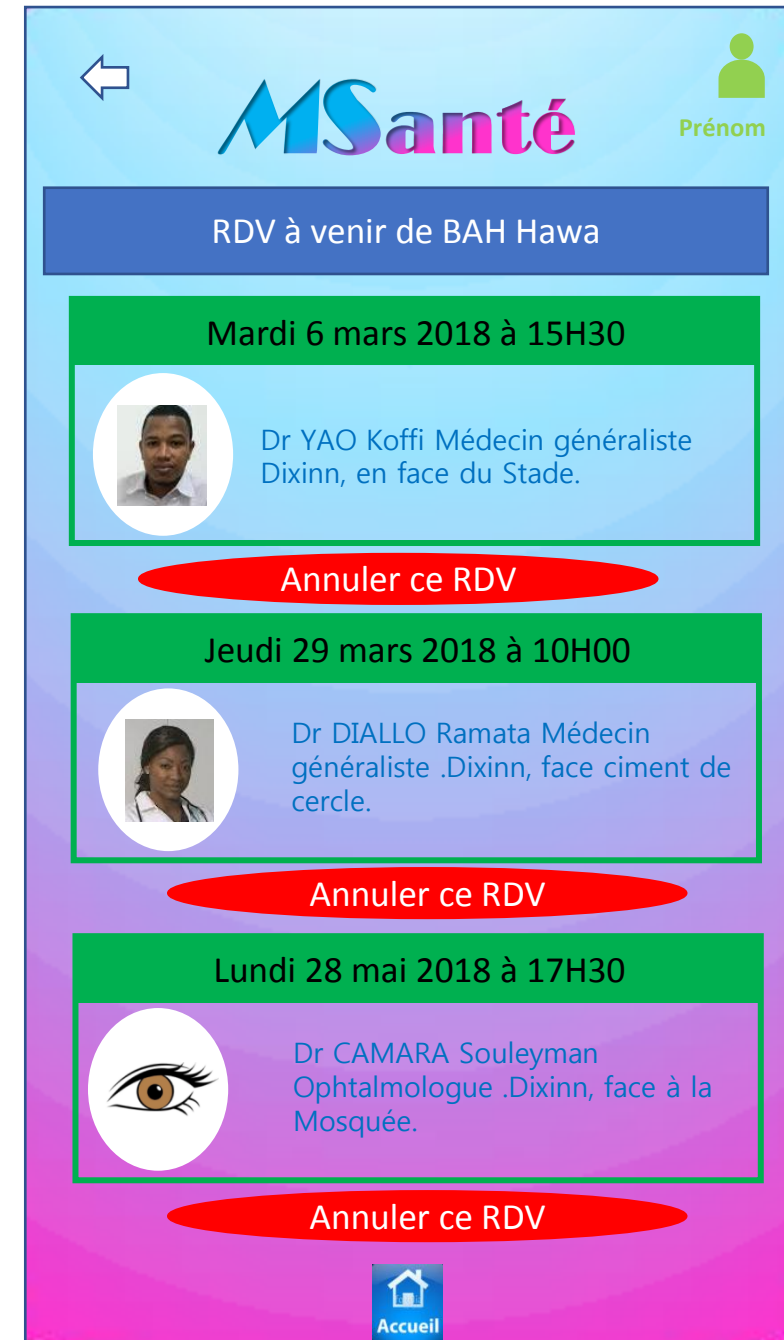 MSanté
Prénom
RDV à venir de BAH Hawa
Mardi 6 mars 2018 à 15H30
Dr YAO Koffi Médecin généraliste
Dixinn, en face du Stade.
Annuler ce RDV
Jeudi 29 mars 2018 à 10H00
Dr DIALLO Ramata Médecin
généraliste .Dixinn, face ciment de
cercle.
Annuler ce RDV
Lundi 28 mai 2018 à 17H30
Dr CAMARA Souleyman
Ophtalmologue .Dixinn, face à la
Mosquée.
Annuler ce RDV
Accueil